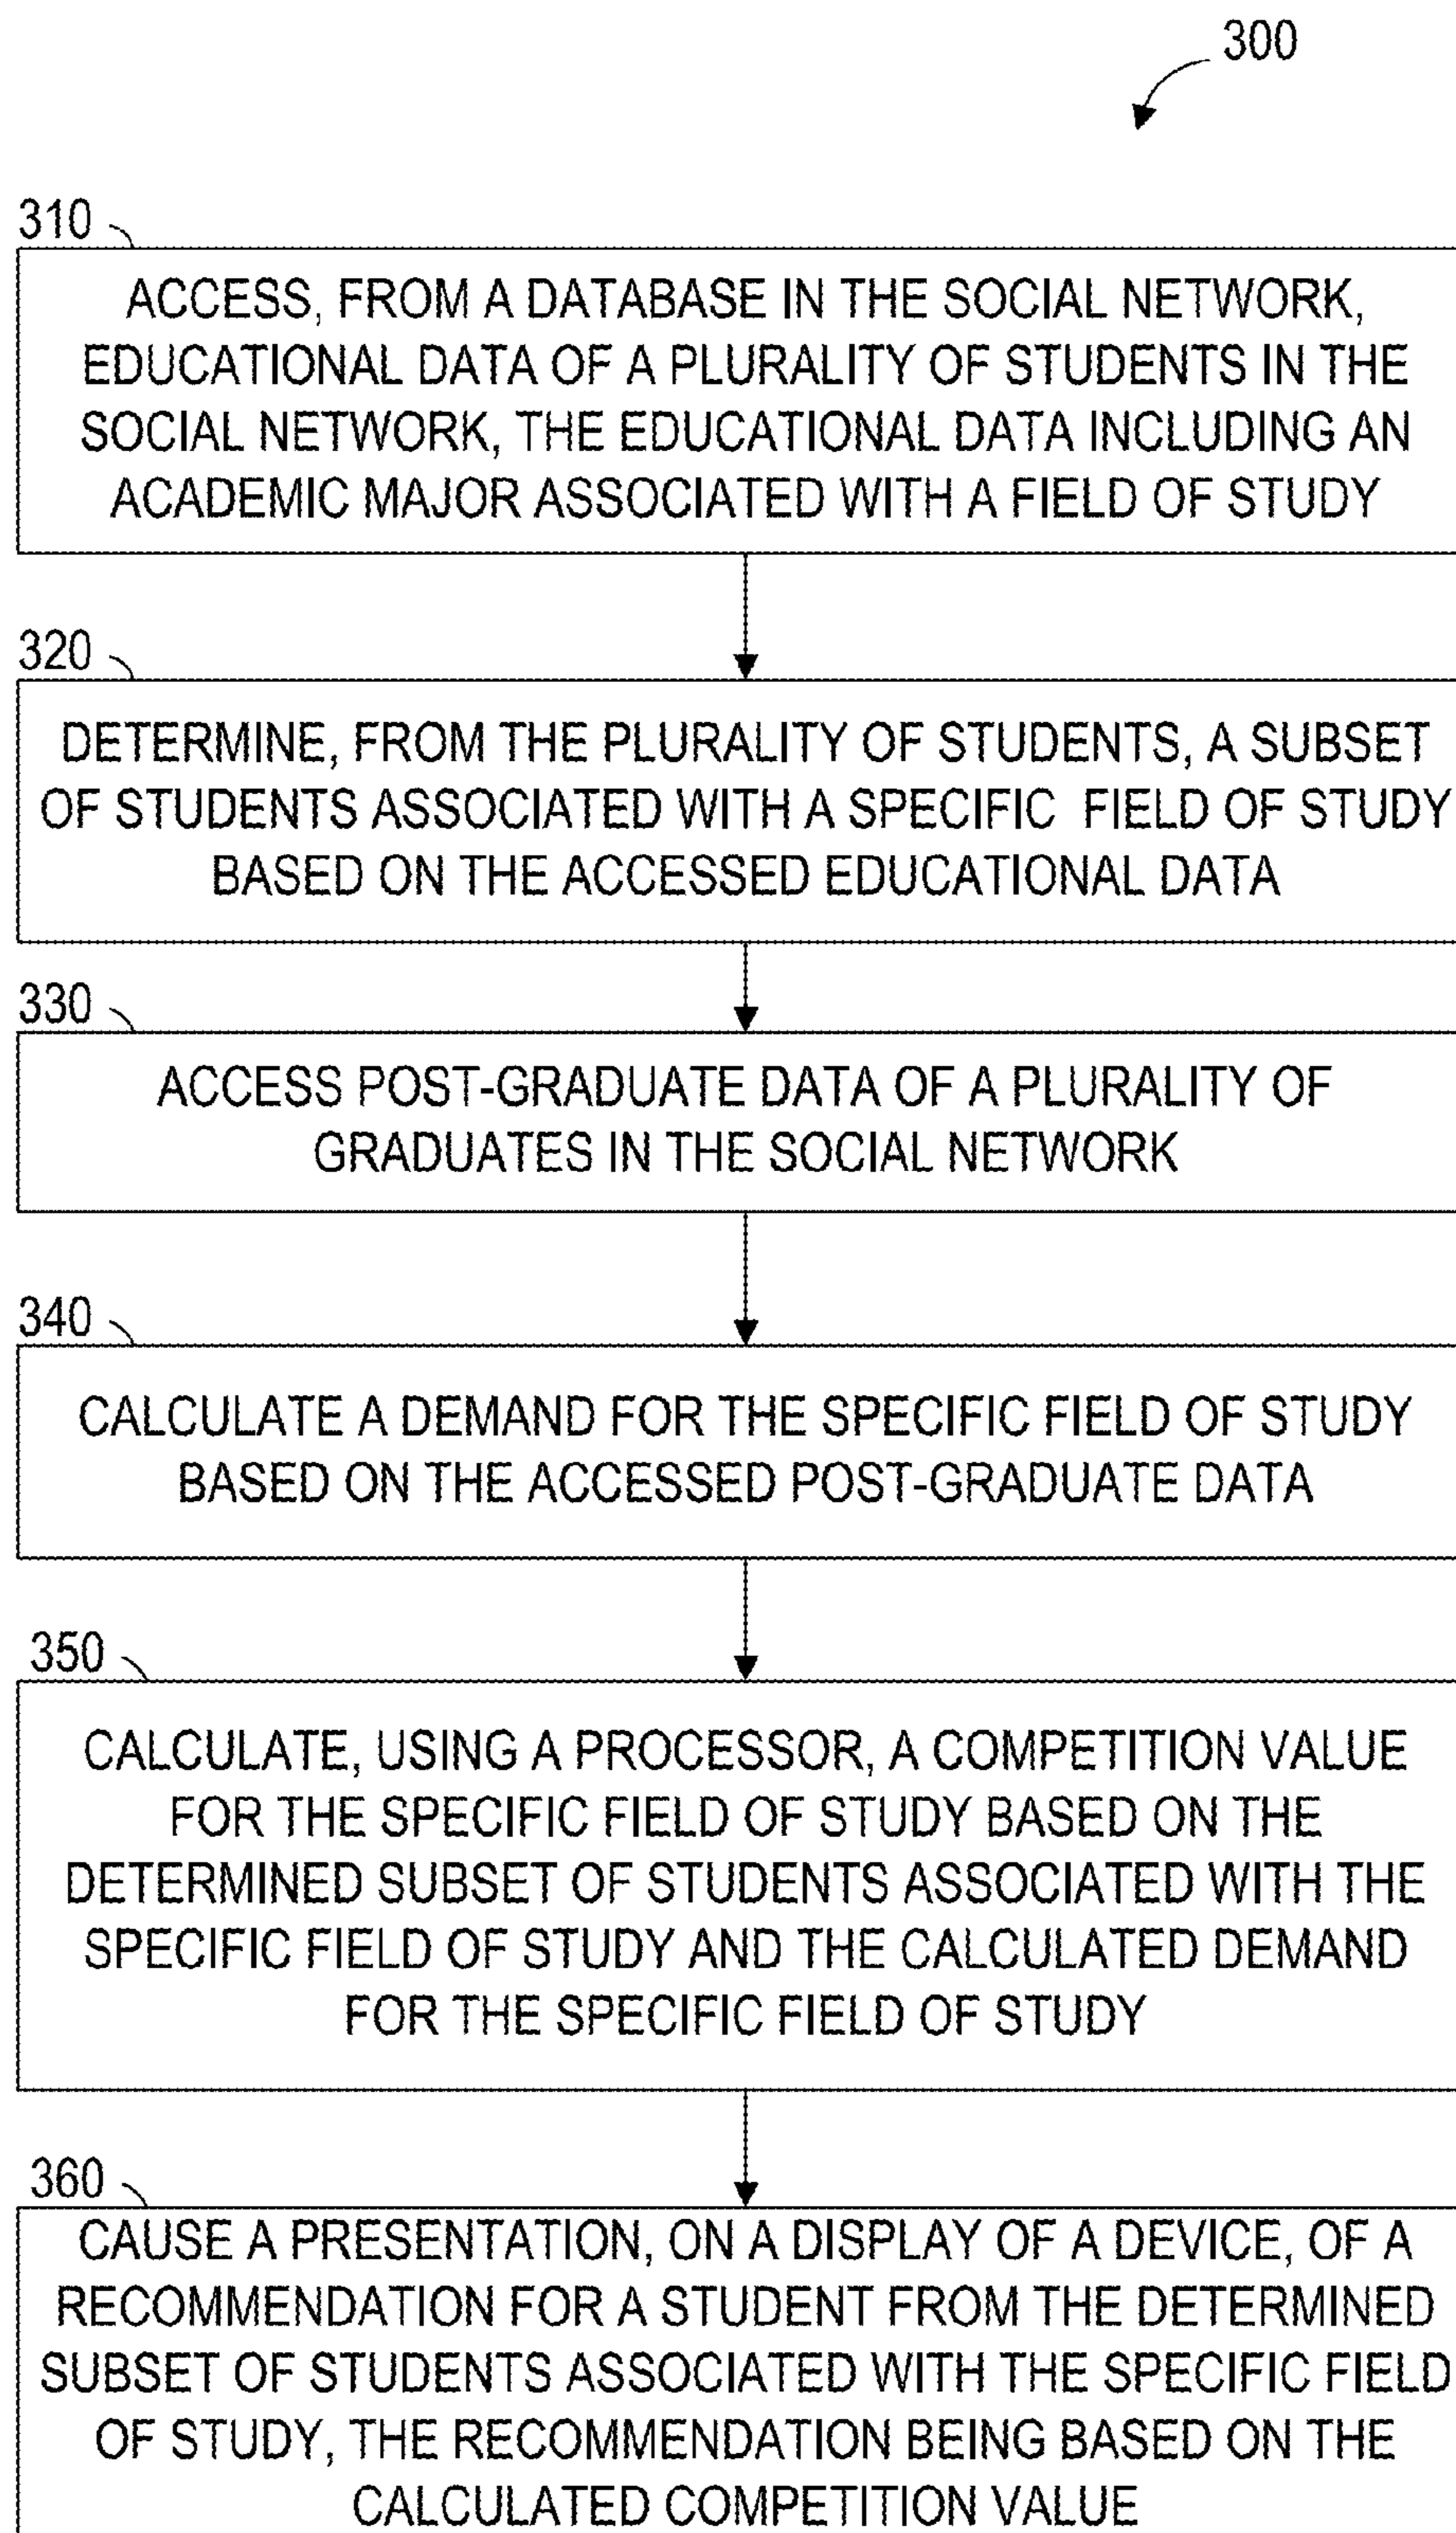 300
310
ACCESS, FROM A DATABASE IN THE SOCIAL NETWORK,
EDUCATIONAL DATA OF A PLURALITY OF STUDENTS IN THE
SOCIAL NETWORK, THE EDUCATIONAL DATA INCLUDING AN
ACADEMIC MAJOR ASSOCIATED WITH A FIELD OF STUDY
320
DETERMINE, FROM THE PLURALITY OF STUDENTS, A SUBSET
OF STUDENTS ASSOCIATED WITH A SPECIFIC FIELD OF STUDY
BASED ON THE ACCESSED EDUCATIONAL DATA
330
ACCESS POST-GRADUATE DATA OF A PLURALITY OF
GRADUATES IN THE SOCIAL NETWORK
340
CALCULATE A DEMAND FOR THE SPECIFIC FIELD OF STUDY
BASED ON THE ACCESSED POST-GRADUATE DATA
350
CALCULATE, USING A PROCESSOR, A COMPETITION VALUE
FOR THE SPECIFIC FIELD OF STUDY BASED ON THE
DETERMINED SUBSET OF STUDENTS ASSOCIATED WITH THE
SPECIFIC FIELD OF STUDY AND THE CALCULATED DEMAND
FOR THE SPECIFIC FIELD OF STUDY
360
CAUSE A PRESENTATION, ON A DISPLAY OF A DEVICE, OF A
RECOMMENDATION FOR A STUDENT FROM THE DETERMINED
SUBSET OF STUDENTS ASSOCIATED WITH THE SPECIFIC FIELD
OF STUDY, THE RECOMMENDATION BEING BASED ON THE
CALCULATED COMPETITION VALUE